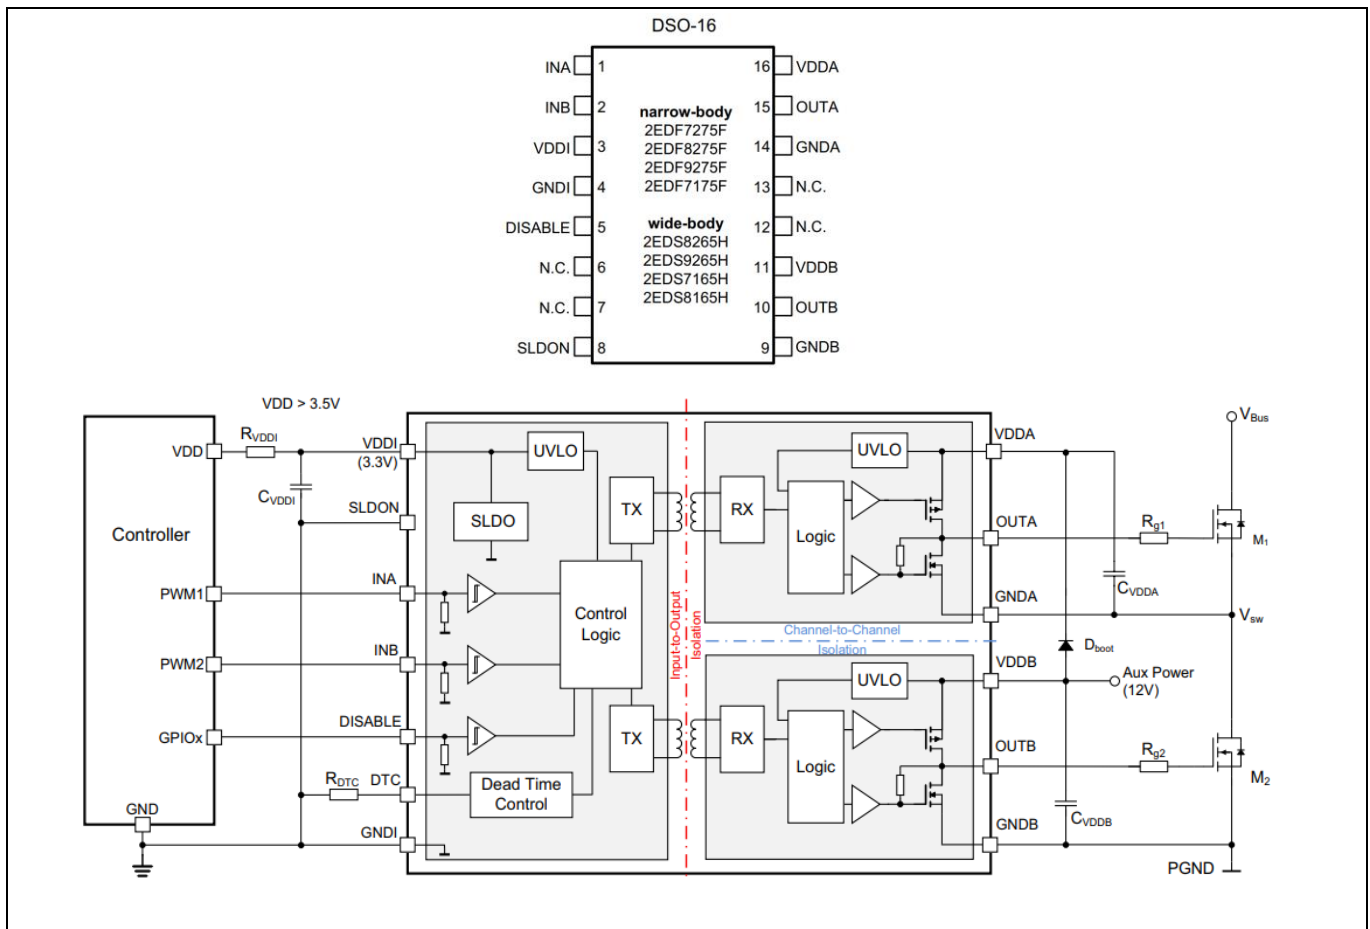 DSO-16
INA 1
INB 2
VDDI 3
GNDI 4
DISABLE 5
N.C. 6
N.C. 7
SLDON 8
narrow-body
2EDF7275F
2EDF8275F
2EDF9275F
2EDF7175F
wide-body
2EDS8265H
2EDS9265H
2EDS7165H
2EDS8165H
16 VDDA
15 OUTA
14 GNDA
13 N.C.
12 N.C.
11 VDDB
10 OUTB
9 GNDB
VDD > 3.5V
Controller
VDD
PWM1
PWM2
GPIOx
GND
RVDDI
CVDDI
RDTC
VDDI
(3.3V)
SLDON
INA
INB
DISABLE
DTC
GNDI
UVLO
SLDO
TX
Control
Logic
TX
Dead Time
Control
Input-to-Output
Isolation
Channel-to-Channel
Isolation
UVLO
RX
Logic
UVLO
RX
Logic
VDDA
OUTA
GNDA
VDDB
OUTB
GNDB
VBus
Rg1
M1
CVDDA
Vsw
Dboot
Aux Power
(12V)
Rg2
M2
CVDDB
PGND